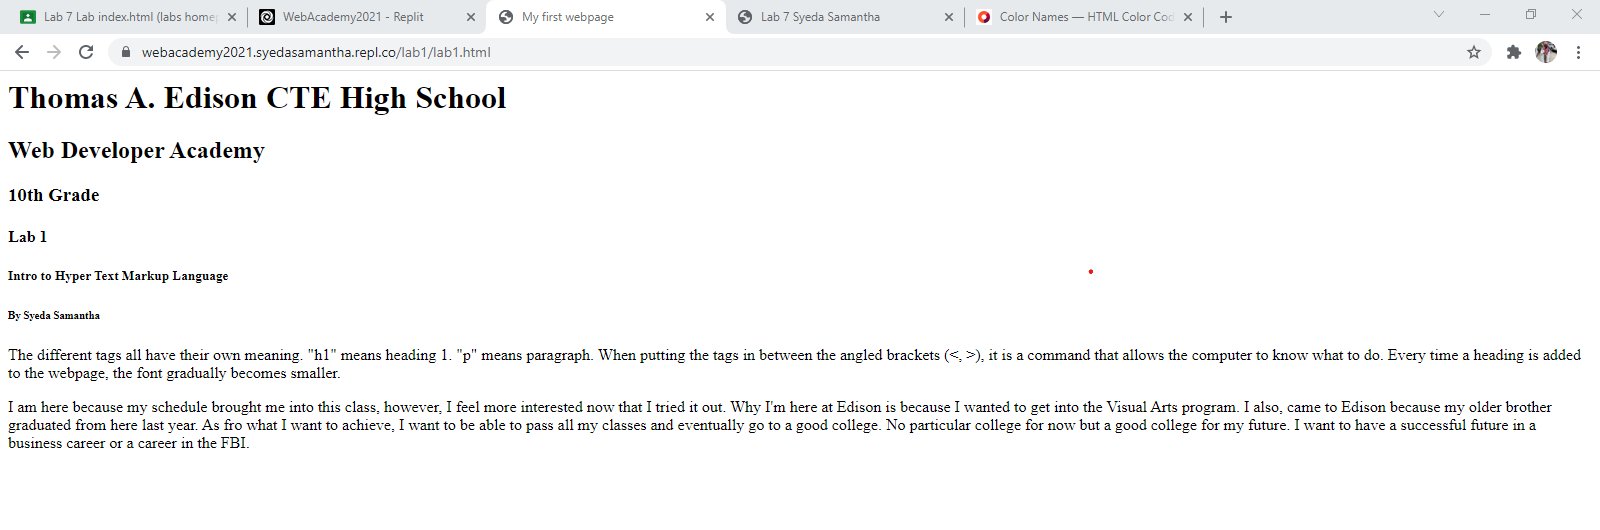 Lab 7 Lab index.html (labs home
WebAcademy2021 - Replit
My first webpage
Lab 7 Syeda Samantha
Color Names — HTML Color Cod
webacademy2021.syedasamantha.repl.co/lab1/lab1.html
Thomas A. Edison CTE High School
Web Developer Academy
10th Grade
Lab 1
Intro to Hyper Text Markup Language
By Syeda Samantha
The different tags all have their own meaning. "h1" means heading 1. "p" means paragraph. When putting the tags in between the angled brackets (<, >), it is a command that allows the computer to know what to do. Every time a heading is added
to the webpage, the font gradually becomes smaller.
I am here because my schedule brought me into this class, however, I feel more interested now that I tried it out. Why I'm here at Edison is because I wanted to get into the Visual Arts program. I also, came to Edison because my older brother
graduated from here last year. As fro what I want to achieve, I want to be able to pass all my classes and eventually go to a good college. No particular college for now but a good college for my future. I want to have a successful future in a
business career or a career in the FBI.